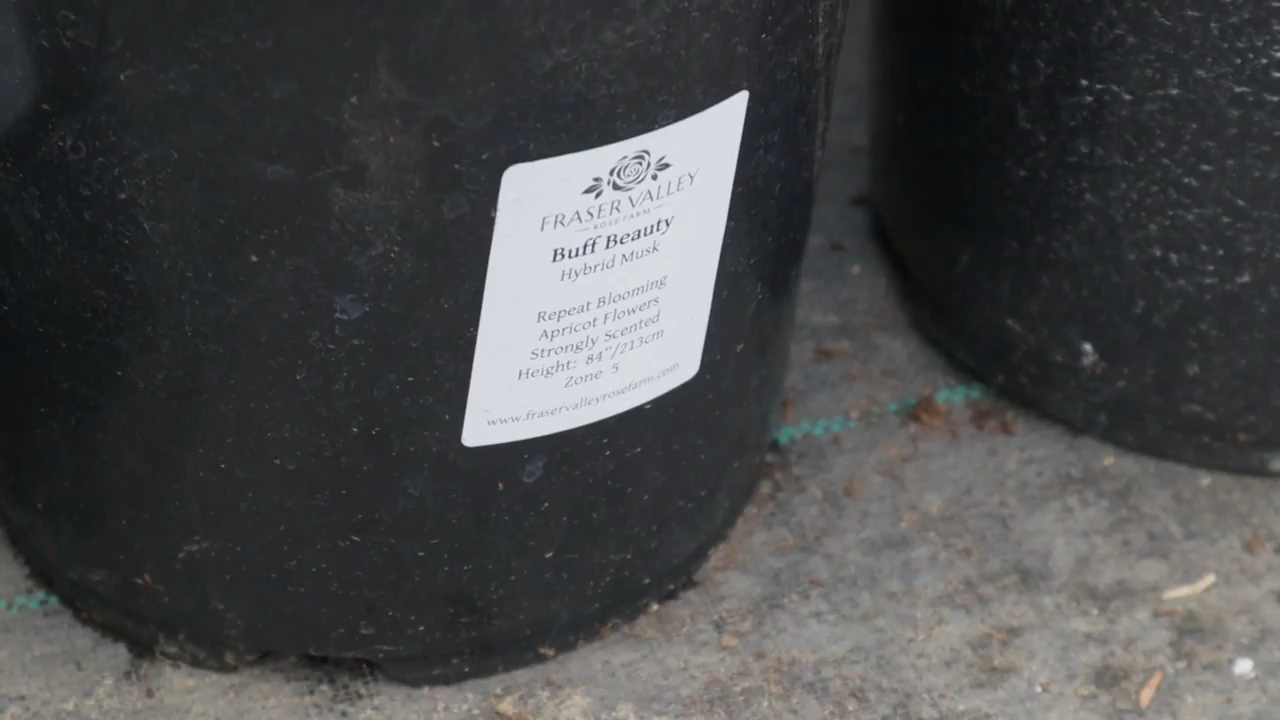 FRASER VALLEY
ROSE FARM
Buff Beauty
Hybrid Musk
Repeat Blooming
Apricot Flowers
Strongly Scented
Height: 84"/213cm
Zone 5
www.fraservalleyrosefarm.com